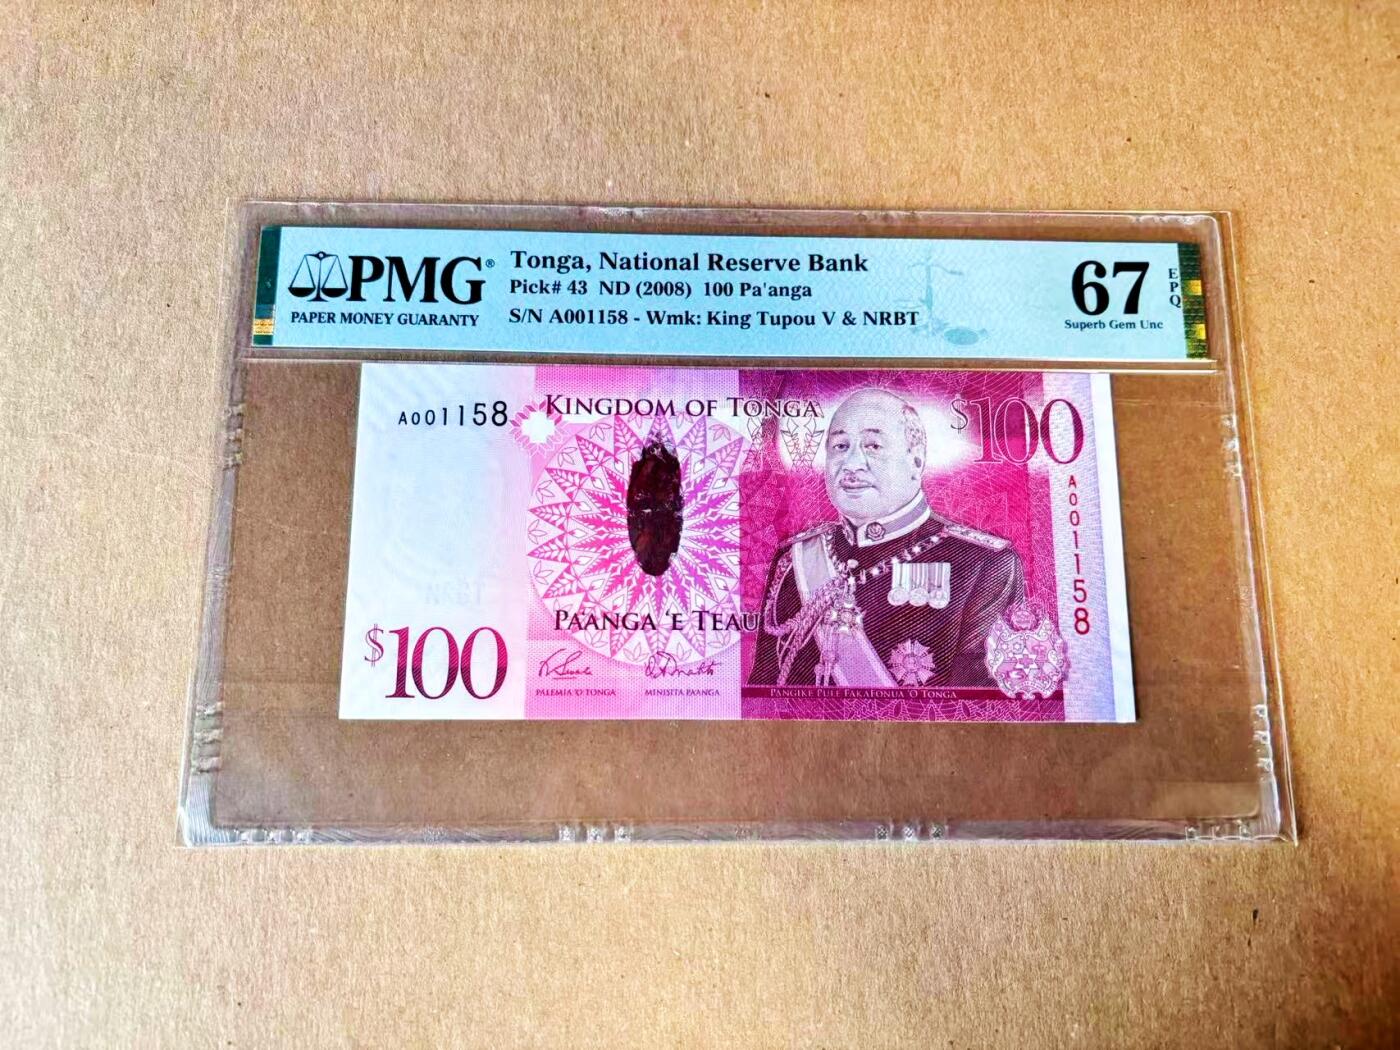 PMG®
PAPER MONEY GUARANTY
Tonga, National Reserve Bank
Pick# 43 ND (2008) 100 Pa'anga
S/N A001158 - Wmk: King Tupou V & NRBT
67
EPQ
Superb Gem Unc
A001158
KINGDOM OF TONGA
$100
A001158
PA'ANGA 'E TEAU
$100
PALEMIA 'O TONGA
MINISITA PA'ANGA
PANGIKE PULE FAKAFONUA 'O TONGA